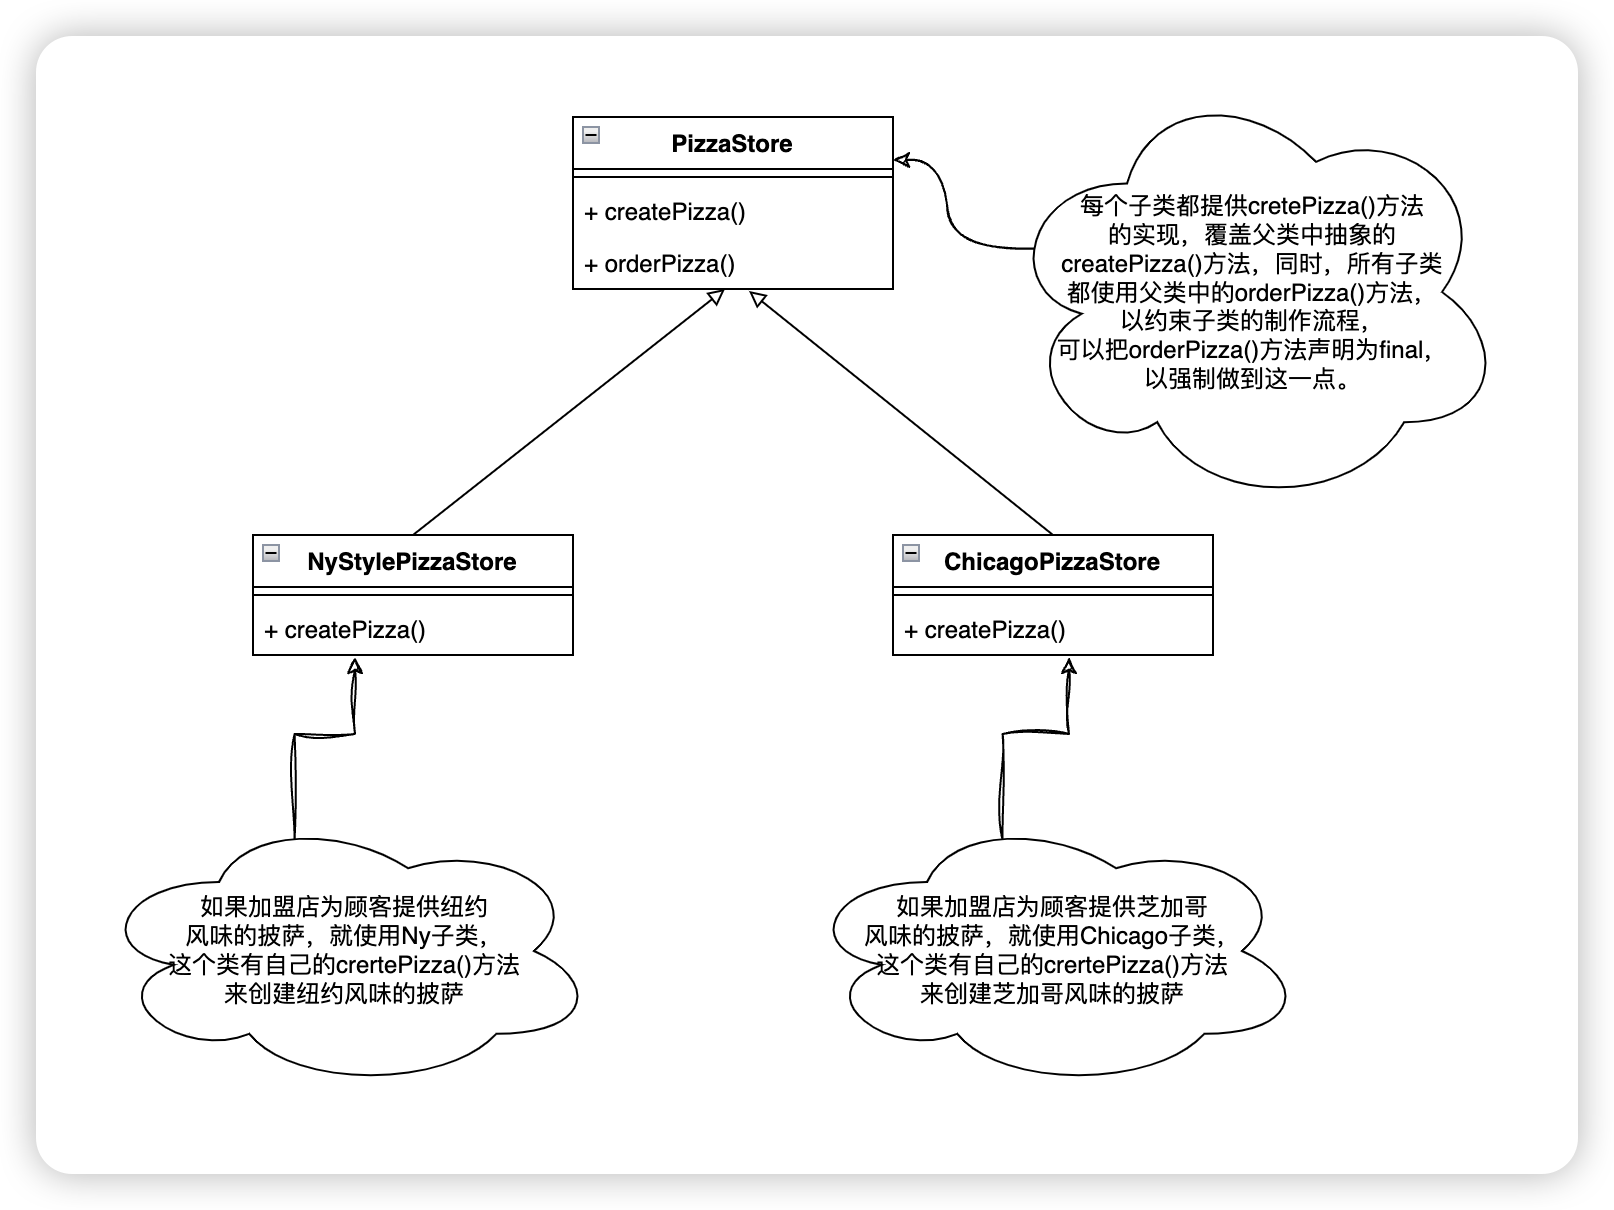 PizzaStore
+ createPizza()
+ orderPizza()
每个子类都提供cretePizza()方法
的实现，覆盖父类中抽象的
createPizza()方法，同时，所有子类
都使用父类中的orderPizza()方法，
以约束子类的制作流程，
可以把orderPizza()方法声明为final，
以强制做到这一点。
NyStylePizzaStore
+ createPizza()
ChicagoPizzaStore
+ createPizza()
如果加盟店为顾客提供纽约
风味的披萨，就使用Ny子类，
这个类有自己的crertePizza()方法
来创建纽约风味的披萨
如果加盟店为顾客提供芝加哥
风味的披萨，就使用Chicago子类，
这个类有自己的crertePizza()方法
来创建芝加哥风味的披萨